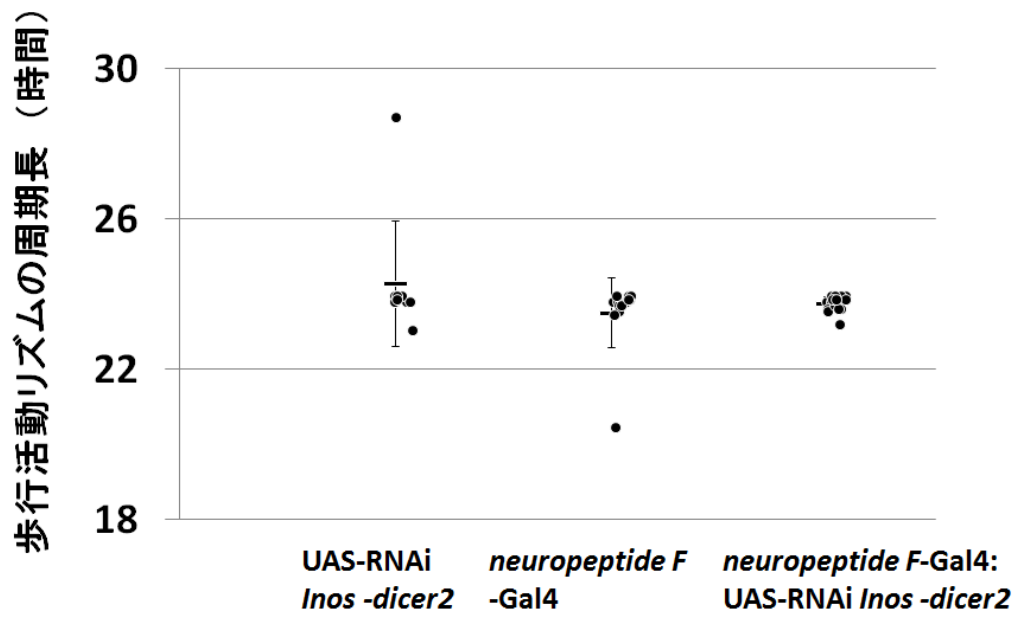 歩行活動リズムの周期長（時間）
30
26
22
18
UAS-RNAi
Inos -dicer2
neuropeptide F
-Gal4
neuropeptide F-Gal4:
UAS-RNAi Inos -dicer2